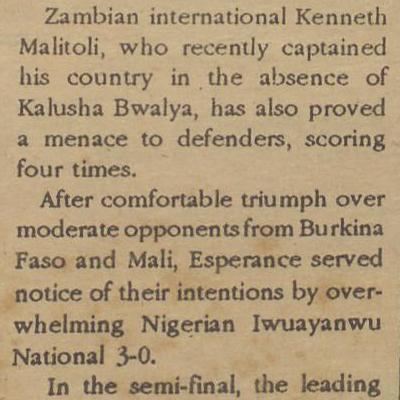 Zambian international Kenneth
Malitoli, who recently captained
his country in the absence of
Kalusha Bwalya, has also proved
a menace to defenders, scoring
four times.
After comfortable triumph over
moderate opponents from Burkina
Faso and Mali, Esperance served
notice of their intentions by over-
whelming Nigerian Iwuayanwu
National 3-0.
In the semi-final, the leading